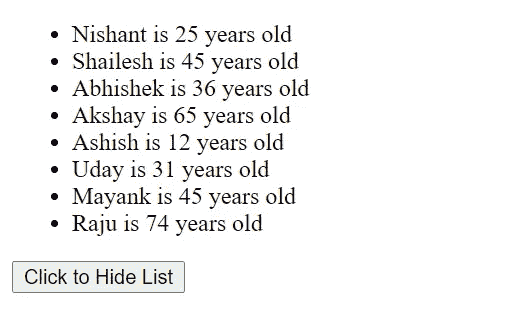 Nishant is 25 years old
Shailesh is 45 years old
Abhishek is 36 years old
Akshay is 65 years old
Ashish is 12 years old
Uday is 31 years old
Mayank is 45 years old
Raju is 74 years old
Click to Hide List